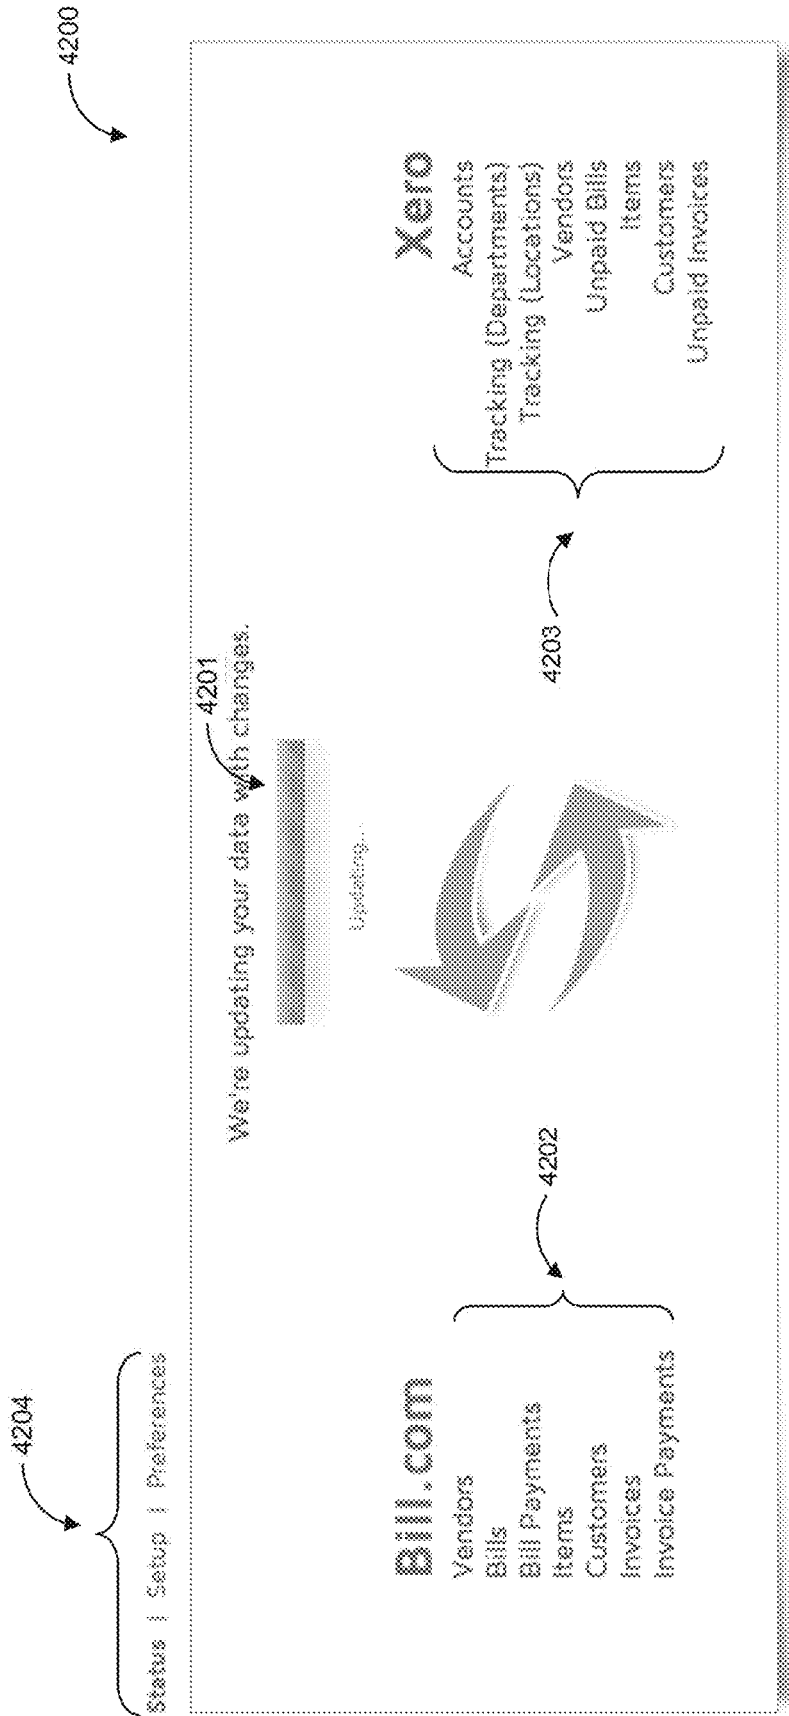 4200
4204
Status | Setup | Preferences
4201
We're updating your data with changes.
Updating...
Bill.com
Vendors
Bills
Bill Payments
Items
Customers
Invoices
Invoice Payments
4202
4203
Xero
Accounts
Tracking (Departments)
Tracking (Locations)
Vendors
Unpaid Bills
Items
Customers
Unpaid Invoices